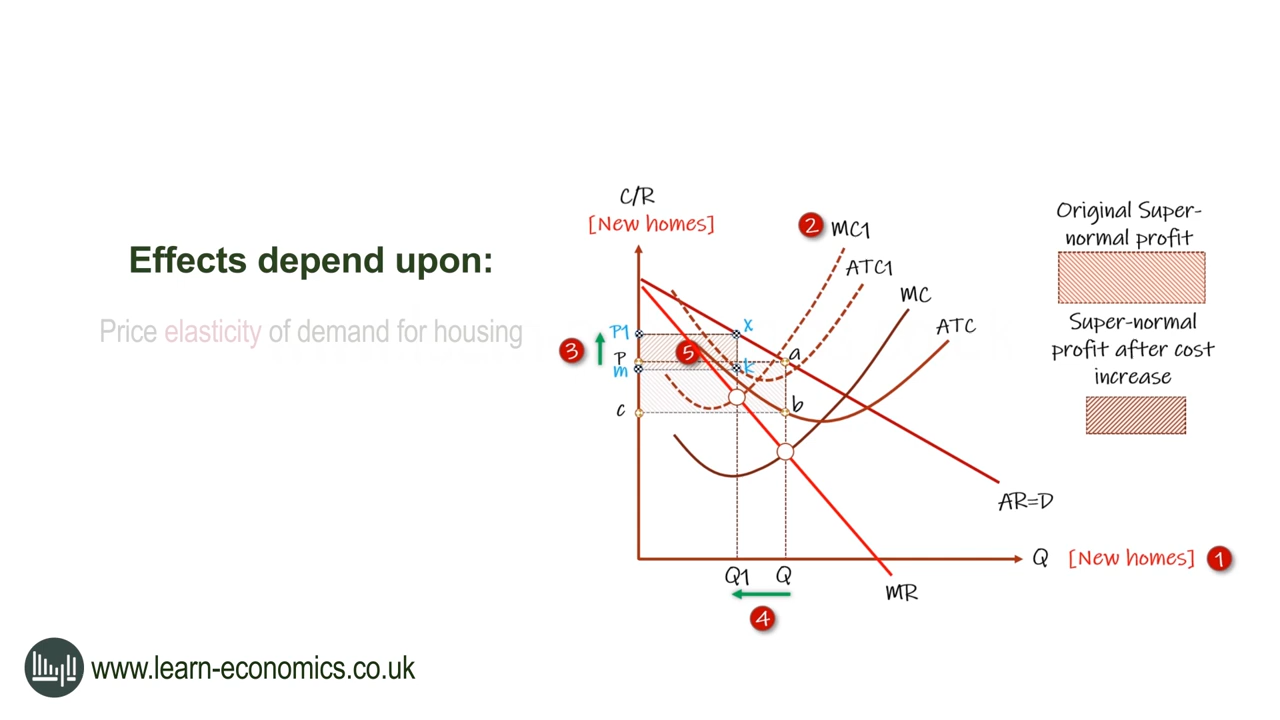 Effects depend upon:
Price elasticity of demand for housing
C/R
[New homes]
2 MC1
ATC1
MC
ATC
P1
x
3
P
5
a
m
k
c
b
AR=D
Q [New homes] 1
Q1 Q
MR
4
Original Super-
normal profit
Super-normal
profit after cost
increase
www.learn-economics.co.uk